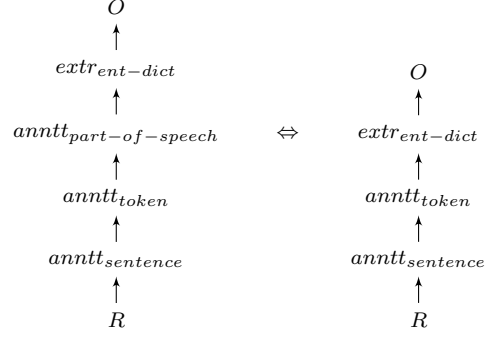 O
extr_{ent-dict}
anntt_{part-of-speech}
anntt_{token}
anntt_{sentence}
R
⇔
O
extr_{ent-dict}
anntt_{token}
anntt_{sentence}
R